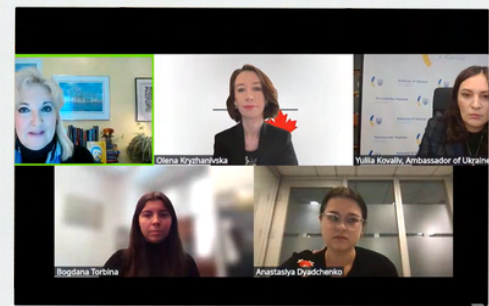 Olena Kryzhanivska
Yuliia Kovaliv, Ambassador of Ukraine
Bogdana Torbina
Anastasiya Dyadchenko